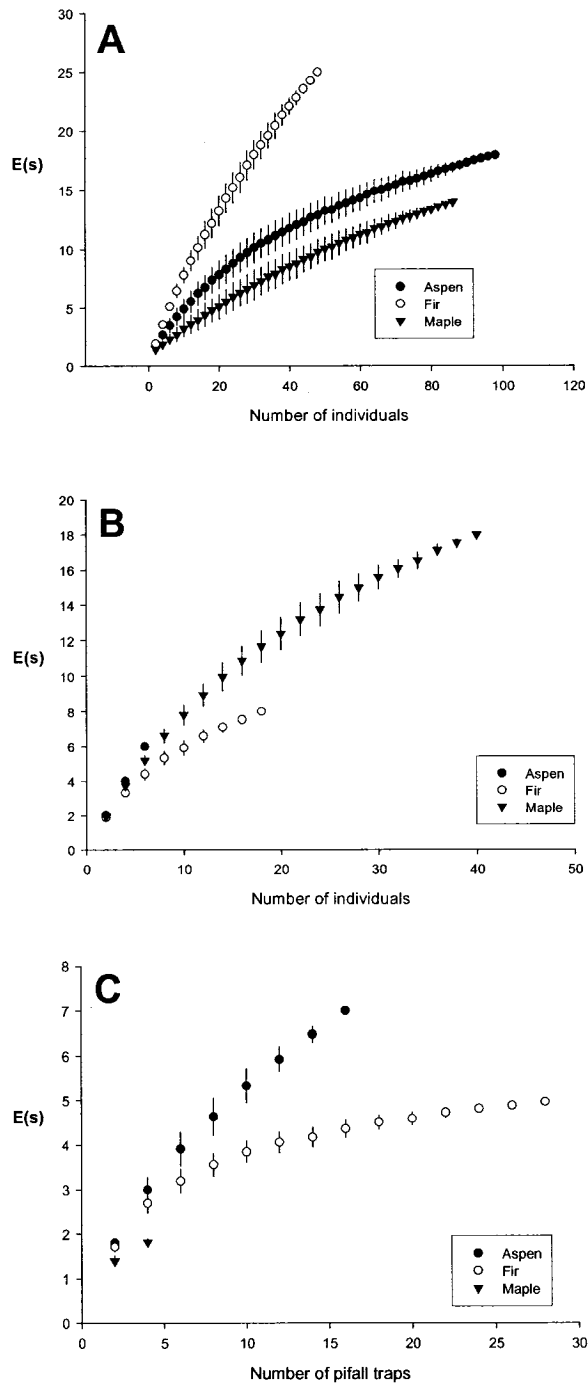 A
30
25
20
E(s)
15
10
5
0
Aspen
Fir
Maple
0 20 40 60 80 100 120
Number of individuals
B
20
18
16
14
12
E(s)
10
8
6
4
2
0
Aspen
Fir
Maple
0 10 20 30 40 50
Number of individuals
C
8
7
6
5
E(s)
4
3
2
1
0
Aspen
Fir
Maple
0 5 10 15 20 25 30
Number of pifall traps